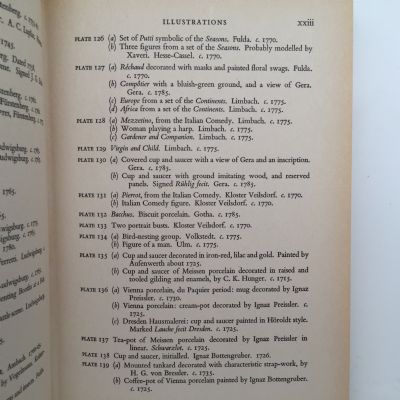 ILLUSTRATIONS xxiii
PLATE 126 (a) Set of Putti symbolic of the Seasons. Fulda. c. 1770.
(b) Three figures from a set of the Seasons. Probably modelled by
Xaveri. Hesse-Cassel. c. 1770.
PLATE 127 (a) Réchaud decorated with masks and painted floral swags. Fulda.
c. 1770.
(b) Compôtier with a bluish-green ground, and a view of Gera.
Gera. c. 1785.
(c) Europe from a set of the Continents. Limbach. c. 1775.
(d) Africa from a set of the Continents. Limbach. c. 1775.
PLATE 128 (a) Mezzetino, from the Italian Comedy. Limbach. c. 1775.
(b) Woman playing a harp. Limbach. c. 1775.
(c) Gardener and Companion. Limbach. c. 1775.
PLATE 129 Virgin and Child. Limbach. c. 1775.
PLATE 130 (a) Covered cup and saucer with a view of Gera and an inscription.
Gera. c. 1785.
(b) Cup and saucer with ground imitating wood, and reserved
panels. Signed Rühlig fecit. Gera. c. 1785.
PLATE 131 (a) Pierrot, from the Italian Comedy. Kloster Veilsdorf. c. 1770.
(b) Italian Comedy figure. Kloster Veilsdorf. c. 1770.
PLATE 132 Bacchus. Biscuit porcelain. Gotha. c. 1785.
PLATE 133 Two portrait busts. Kloster Veilsdorf. c. 1770.
PLATE 134 (a) Bird-nesting group. Volkstedt. c. 1775.
(b) Figure of a man. Ulm. c. 1775.
PLATE 135 (a) Cup and saucer decorated in iron-red, lilac and gold. Painted by
Aufenwerth about 1725.
(b) Cup and saucer of Meissen porcelain decorated in raised and
tooled gilding and enamels, by C. K. Hunger. c. 1715.
PLATE 136 (a) Vienna porcelain, du Paquier period: mug decorated by Ignaz
Preissler. c. 1730.
(b) Vienna porcelain: cream-pot decorated by Ignaz Preissler. c.
1725.
(c) Dresden Hausmalerei: cup and saucer painted in Höroldt style.
Marked Lauche fecit Dresden. c. 1725.
PLATE 137 Tea-pot of Meissen porcelain decorated by Ignaz Preissler in
linear. Schwarzlot. c. 1725.
PLATE 138 Cup and saucer, initialled. Ignaz Bottengruber. 1726.
PLATE 139 (a) Mounted tankard decorated with characteristic strap-work, by
H. G. von Bressler. c. 1735.
(b) Coffee-pot of Vienna porcelain painted by Ignaz Bottengruber.
c. 1725.